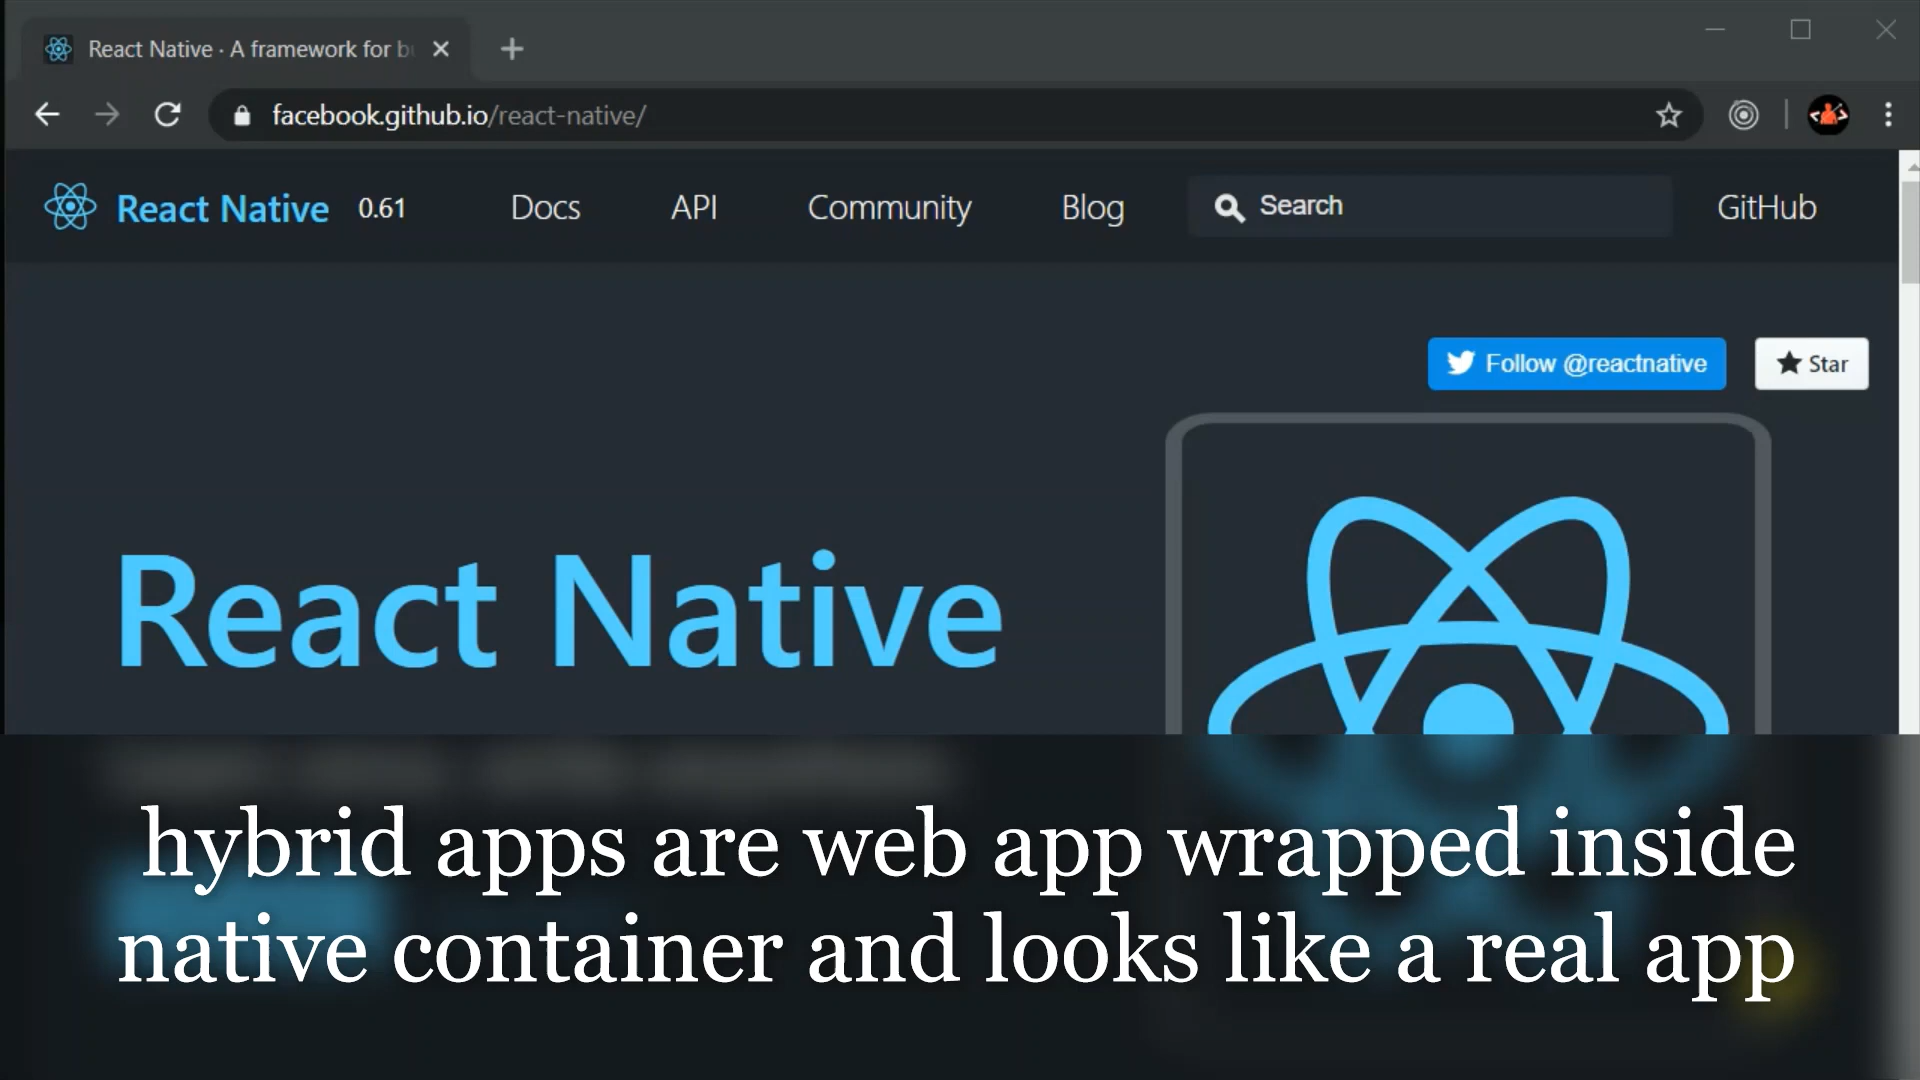 React Native · A framework for b
facebook.github.io/react-native/
React Native 0.61 Docs API Community Blog Search GitHub
Follow @reactnative Star
React Native
hybrid apps are web app wrapped inside
native container and looks like a real app